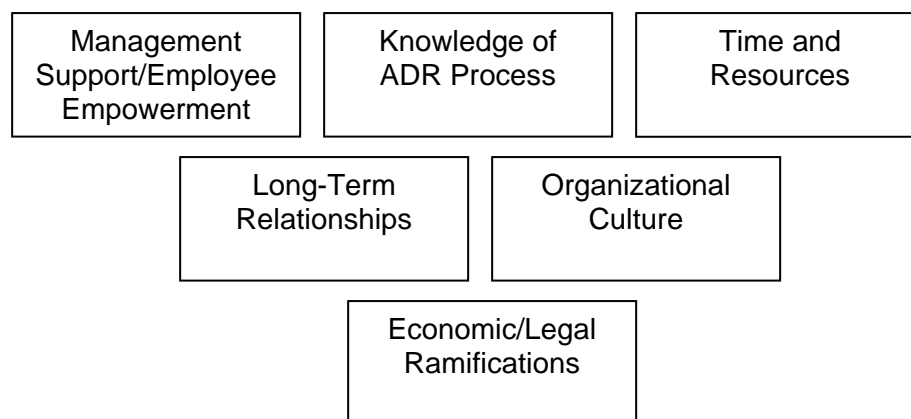 Management
Support/Employee
Empowerment
Knowledge of
ADR Process
Time and
Resources
Long-Term
Relationships
Organizational
Culture
Economic/Legal
Ramifications